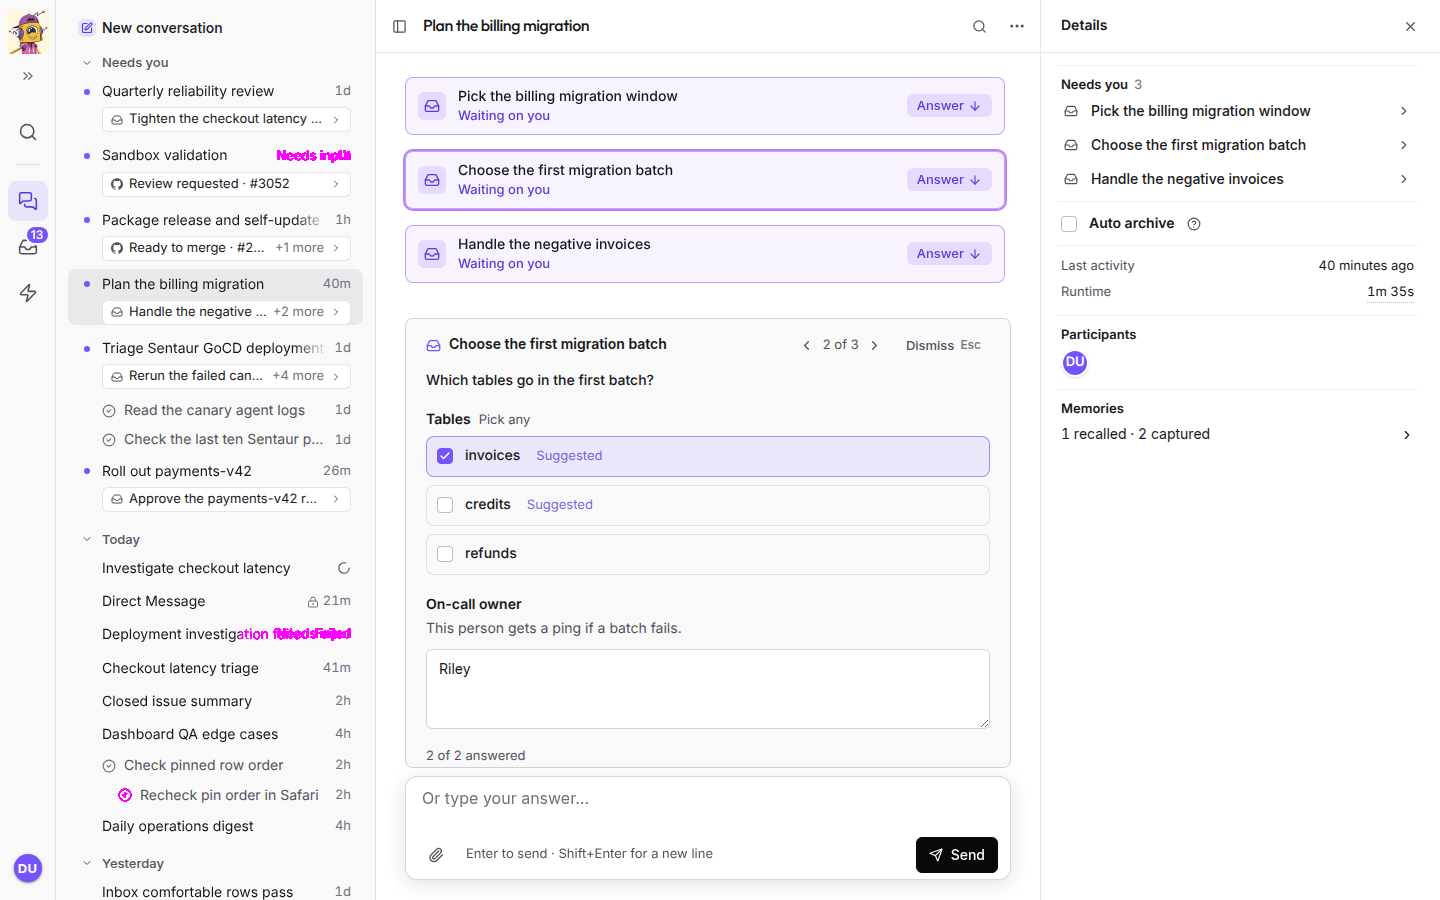 New conversation
Needs you
Quarterly reliability review 1d
Tighten the checkout latency ...
Sandbox validation
Review requested · #3052
Package release and self-update 1h
Ready to merge · #2... +1 more
Plan the billing migration 40m
Handle the negative ... +2 more
Triage Sentaur GoCD deployment 1d
Rerun the failed can... +4 more
Read the canary agent logs 1d
Check the last ten Sentaur p... 1d
Roll out payments-v42 26m
Approve the payments-v42 r...
Today
Investigate checkout latency
Direct Message 21m
Deployment investigation
Checkout latency triage 41m
Closed issue summary 2h
Dashboard QA edge cases 4h
Check pinned row order 2h
Recheck pin order in Safari 2h
Daily operations digest 4h
Yesterday
Inbox comfortable rows pass 1d
13
DU
Plan the billing migration
Pick the billing migration window
Waiting on you
Answer ↓
Choose the first migration batch
Waiting on you
Answer ↓
Handle the negative invoices
Waiting on you
Answer ↓
Choose the first migration batch 2 of 3 Dismiss Esc
Which tables go in the first batch?
Tables Pick any
invoices Suggested
credits Suggested
refunds
On-call owner
This person gets a ping if a batch fails.
Riley
2 of 2 answered
Or type your answer...
Enter to send · Shift+Enter for a new line
Send
Details
Needs you 3
Pick the billing migration window
Choose the first migration batch
Handle the negative invoices
Auto archive
Last activity 40 minutes ago
Runtime 1m 35s
Participants
DU
Memories
1 recalled · 2 captured